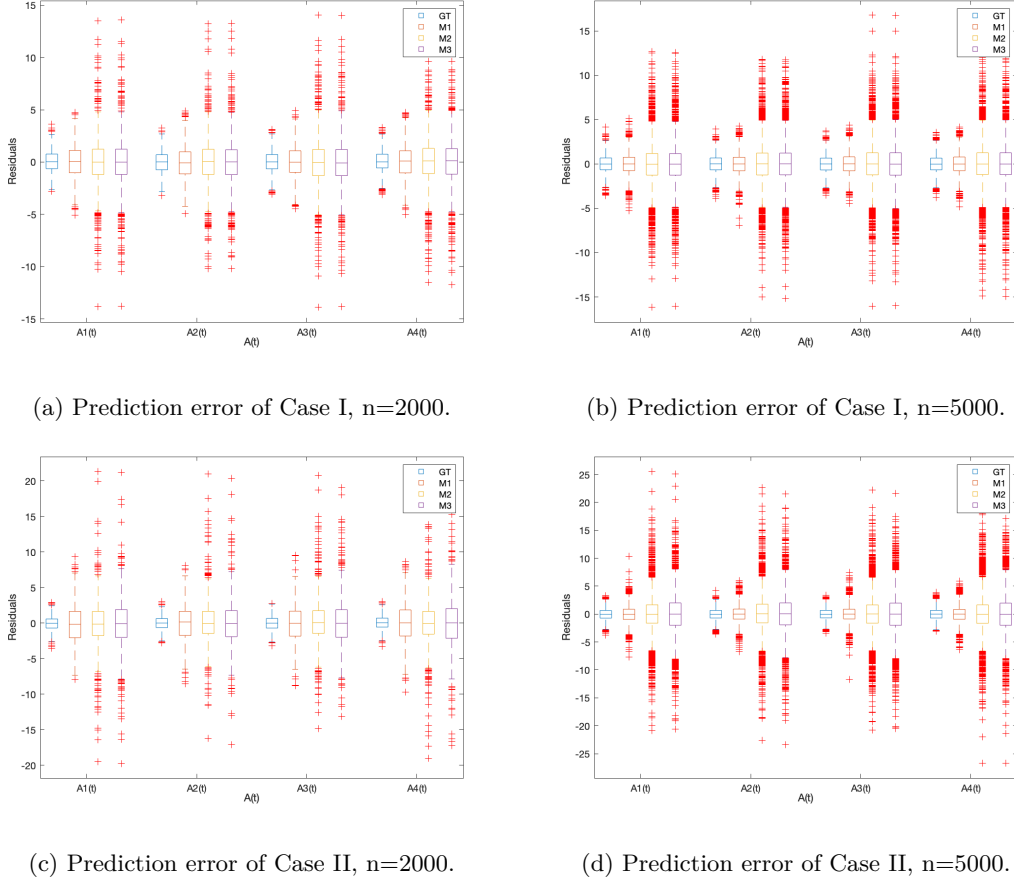 15
10
5
0
-5
-10
-15
Residuals
A1(t)
A2(t)
A3(t)
A4(t)
A(t)
GT
M1
M2
M3
(a) Prediction error of Case I, n=2000.
15
10
5
0
-5
-10
-15
Residuals
A1(t)
A2(t)
A3(t)
A4(t)
A(t)
GT
M1
M2
M3
(b) Prediction error of Case I, n=5000.
20
15
10
5
0
-5
-10
-15
-20
Residuals
A1(t)
A2(t)
A3(t)
A4(t)
A(t)
GT
M1
M2
M3
(c) Prediction error of Case II, n=2000.
25
20
15
10
5
0
-5
-10
-15
-20
-25
Residuals
A1(t)
A2(t)
A3(t)
A4(t)
A(t)
GT
M1
M2
M3
(d) Prediction error of Case II, n=5000.